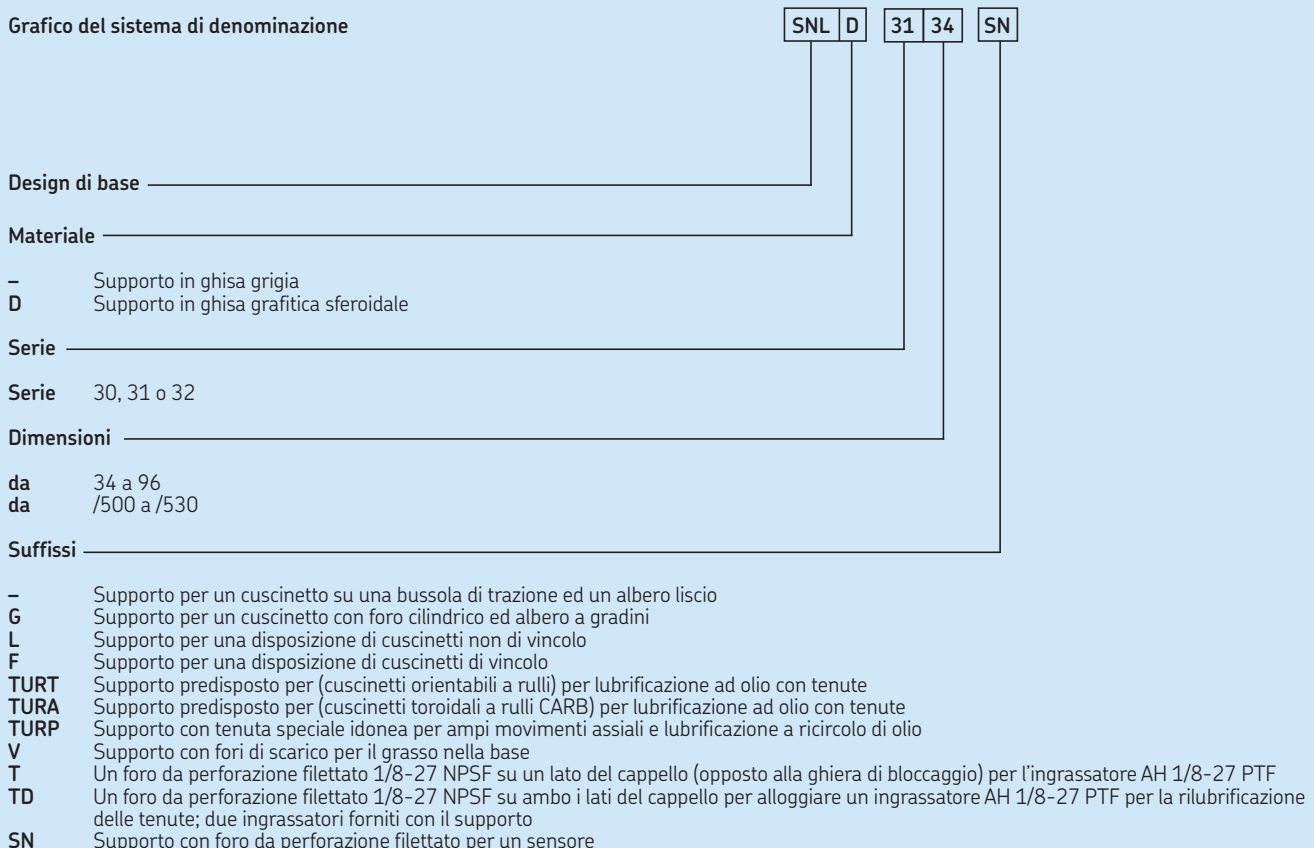 Grafico del sistema di denominazione
SNL D 31 34 SN
Design di base
Materiale
– Supporto in ghisa grigia
D Supporto in ghisa grafitica sferoidale
Serie
Serie 30, 31 o 32
Dimensioni
da 34 a 96
da /500 a /530
Suffissi
– Supporto per un cuscinetto su una bussola di trazione ed un albero liscio
G Supporto per un cuscinetto con foro cilindrico ed albero a gradini
L Supporto per una disposizione di cuscinetti non di vincolo
F Supporto per una disposizione di cuscinetti di vincolo
TURT Supporto predisposto per (cuscinetti orientabili a rulli) per lubrificazione ad olio con tenute
TURA Supporto predisposto per (cuscinetti toroidali a rulli CARB) per lubrificazione ad olio con tenute
TURP Supporto con tenuta speciale idonea per ampi movimenti assiali e lubrificazione a ricircolo di olio
V Supporto con fori di scarico per il grasso nella base
T Un foro da perforazione filettato 1/8-27 NPSF su un lato del cappello (opposto alla ghiera di bloccaggio) per l'ingrassatore AH 1/8-27 PTF
TD Un foro da perforazione filettato 1/8-27 NPSF su ambo i lati del cappello per alloggiare un ingrassatore AH 1/8-27 PTF per la rilubrificazione
delle tenute; due ingrassatori forniti con il supporto
SN Supporto con foro da perforazione filettato per un sensore